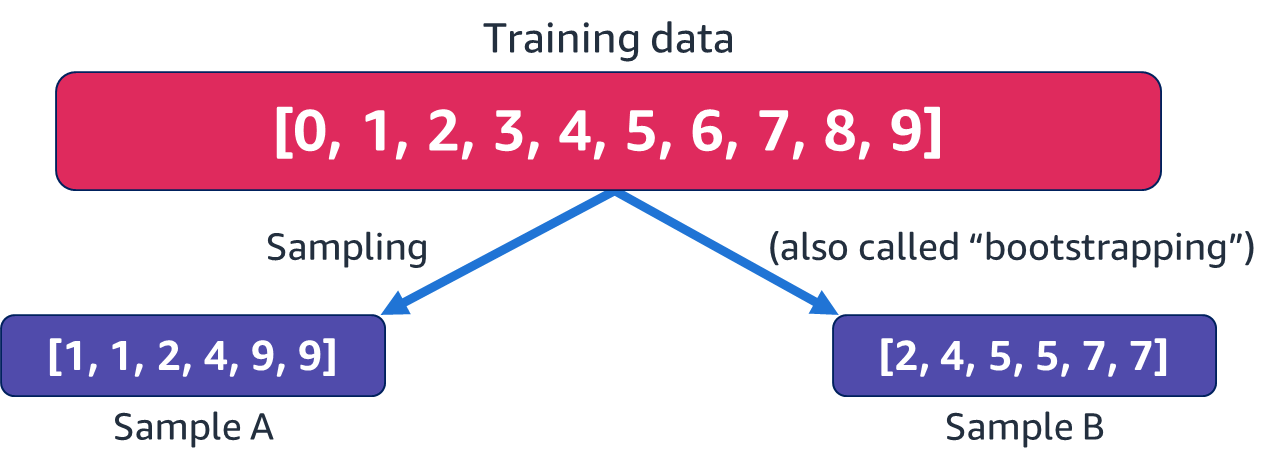 Training data
[0, 1, 2, 3, 4, 5, 6, 7, 8, 9]
Sampling
(also called “bootstrapping”)
[1, 1, 2, 4, 9, 9]
[2, 4, 5, 5, 7, 7]
Sample A
Sample B